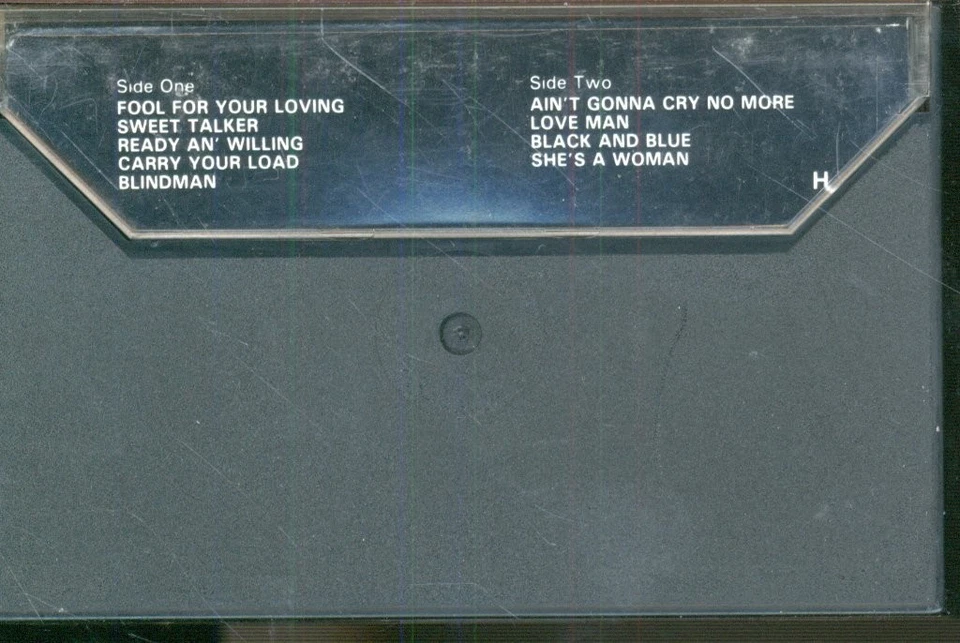 Side One
FOOL FOR YOUR LOVING
SWEET TALKER
READY AN' WILLING
CARRY YOUR LOAD
BLINDMAN
Side Two
AIN'T GONNA CRY NO MORE
LOVE MAN
BLACK AND BLUE
SHE'S A WOMAN
H